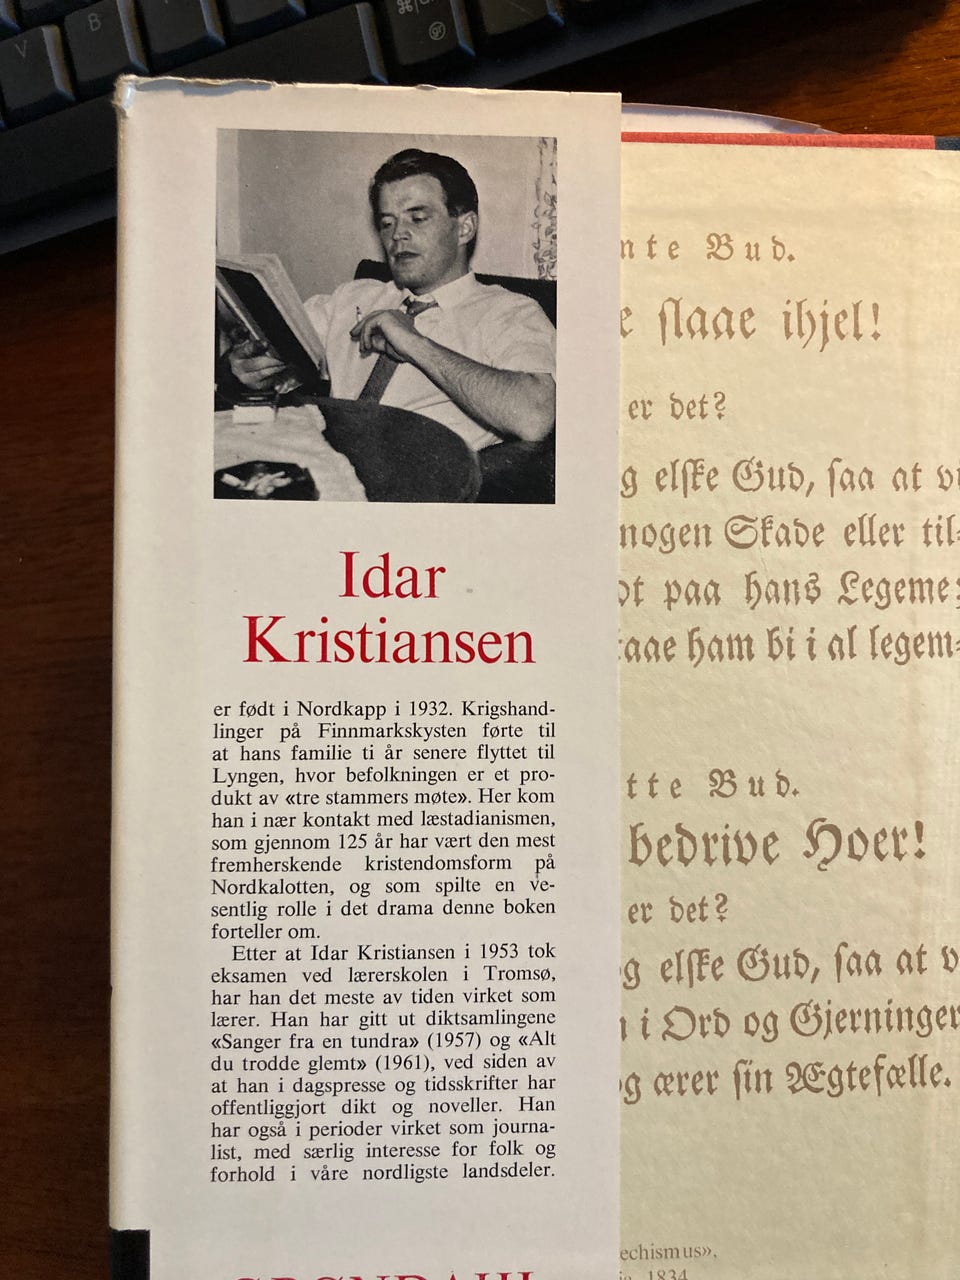 V
B
⌘
gr
Idar
Kristiansen
er født i Nordkapp i 1932. Krigshand-
linger på Finnmarkskysten førte til
at hans familie ti år senere flyttet til
Lyngen, hvor befolkningen er et pro-
dukt av «tre stammers møte». Her kom
han i nær kontakt med læstadianismen,
som gjennom 125 år har vært den mest
fremherskende kristendomsform på
Nordkalotten, og som spilte en ve-
sentlig rolle i det drama denne boken
forteller om.
Etter at Idar Kristiansen i 1953 tok
eksamen ved lærerskolen i Tromsø,
har han det meste av tiden virket som
lærer. Han har gitt ut diktsamlingene
«Sanger fra en tundra» (1957) og «Alt
du trodde glemt» (1961), ved siden av
at han i dagspresse og tidsskrifter har
offentliggjort dikt og noveller. Han
har også i perioder virket som journa-
list, med særlig interesse for folk og
forhold i våre nordligste landsdeler.
nte Bud.
e slaae ihjel!
er det?
g elske Gud, saa at v
nogen Skade eller til=
t paa hans Legeme;
aae ham bi i al legem=
tte Bud.
bedrive Hoer!
er det?
g elske Gud, saa at v
i Ord og Gjerninger
g ærer sin Ægtefælle.
echismus»,
1834